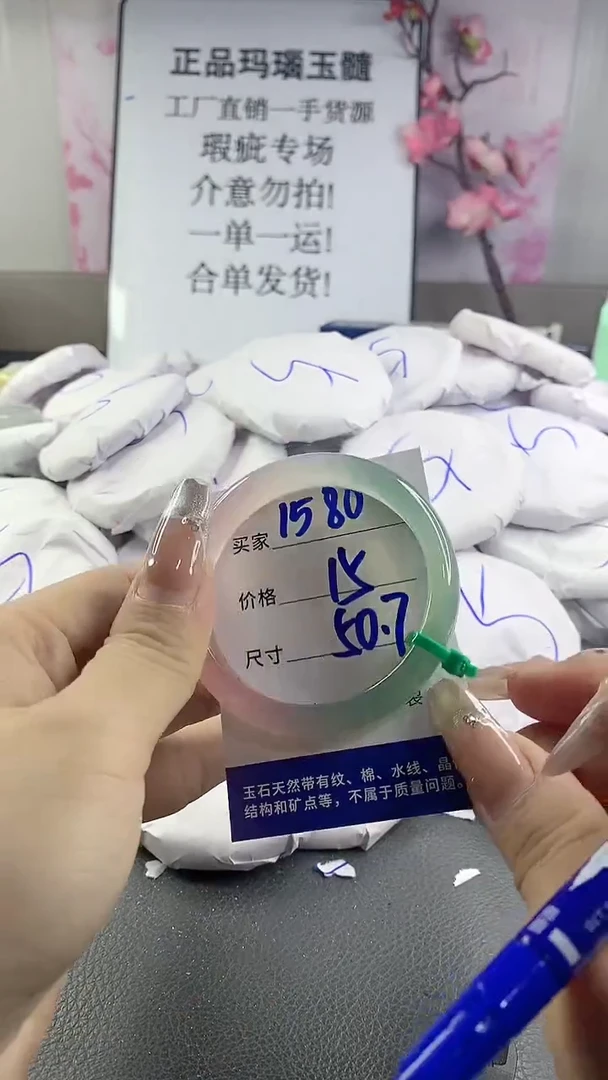 正品玛瑙玉髓
工厂直销一手货源
瑕疵专场
介意勿拍!
一单一运!
合单发货!
买家 1580
价格 15
尺寸 50.7
玉石天然带有纹、棉、水线、晶
结构和矿点等，不属于质量问题。